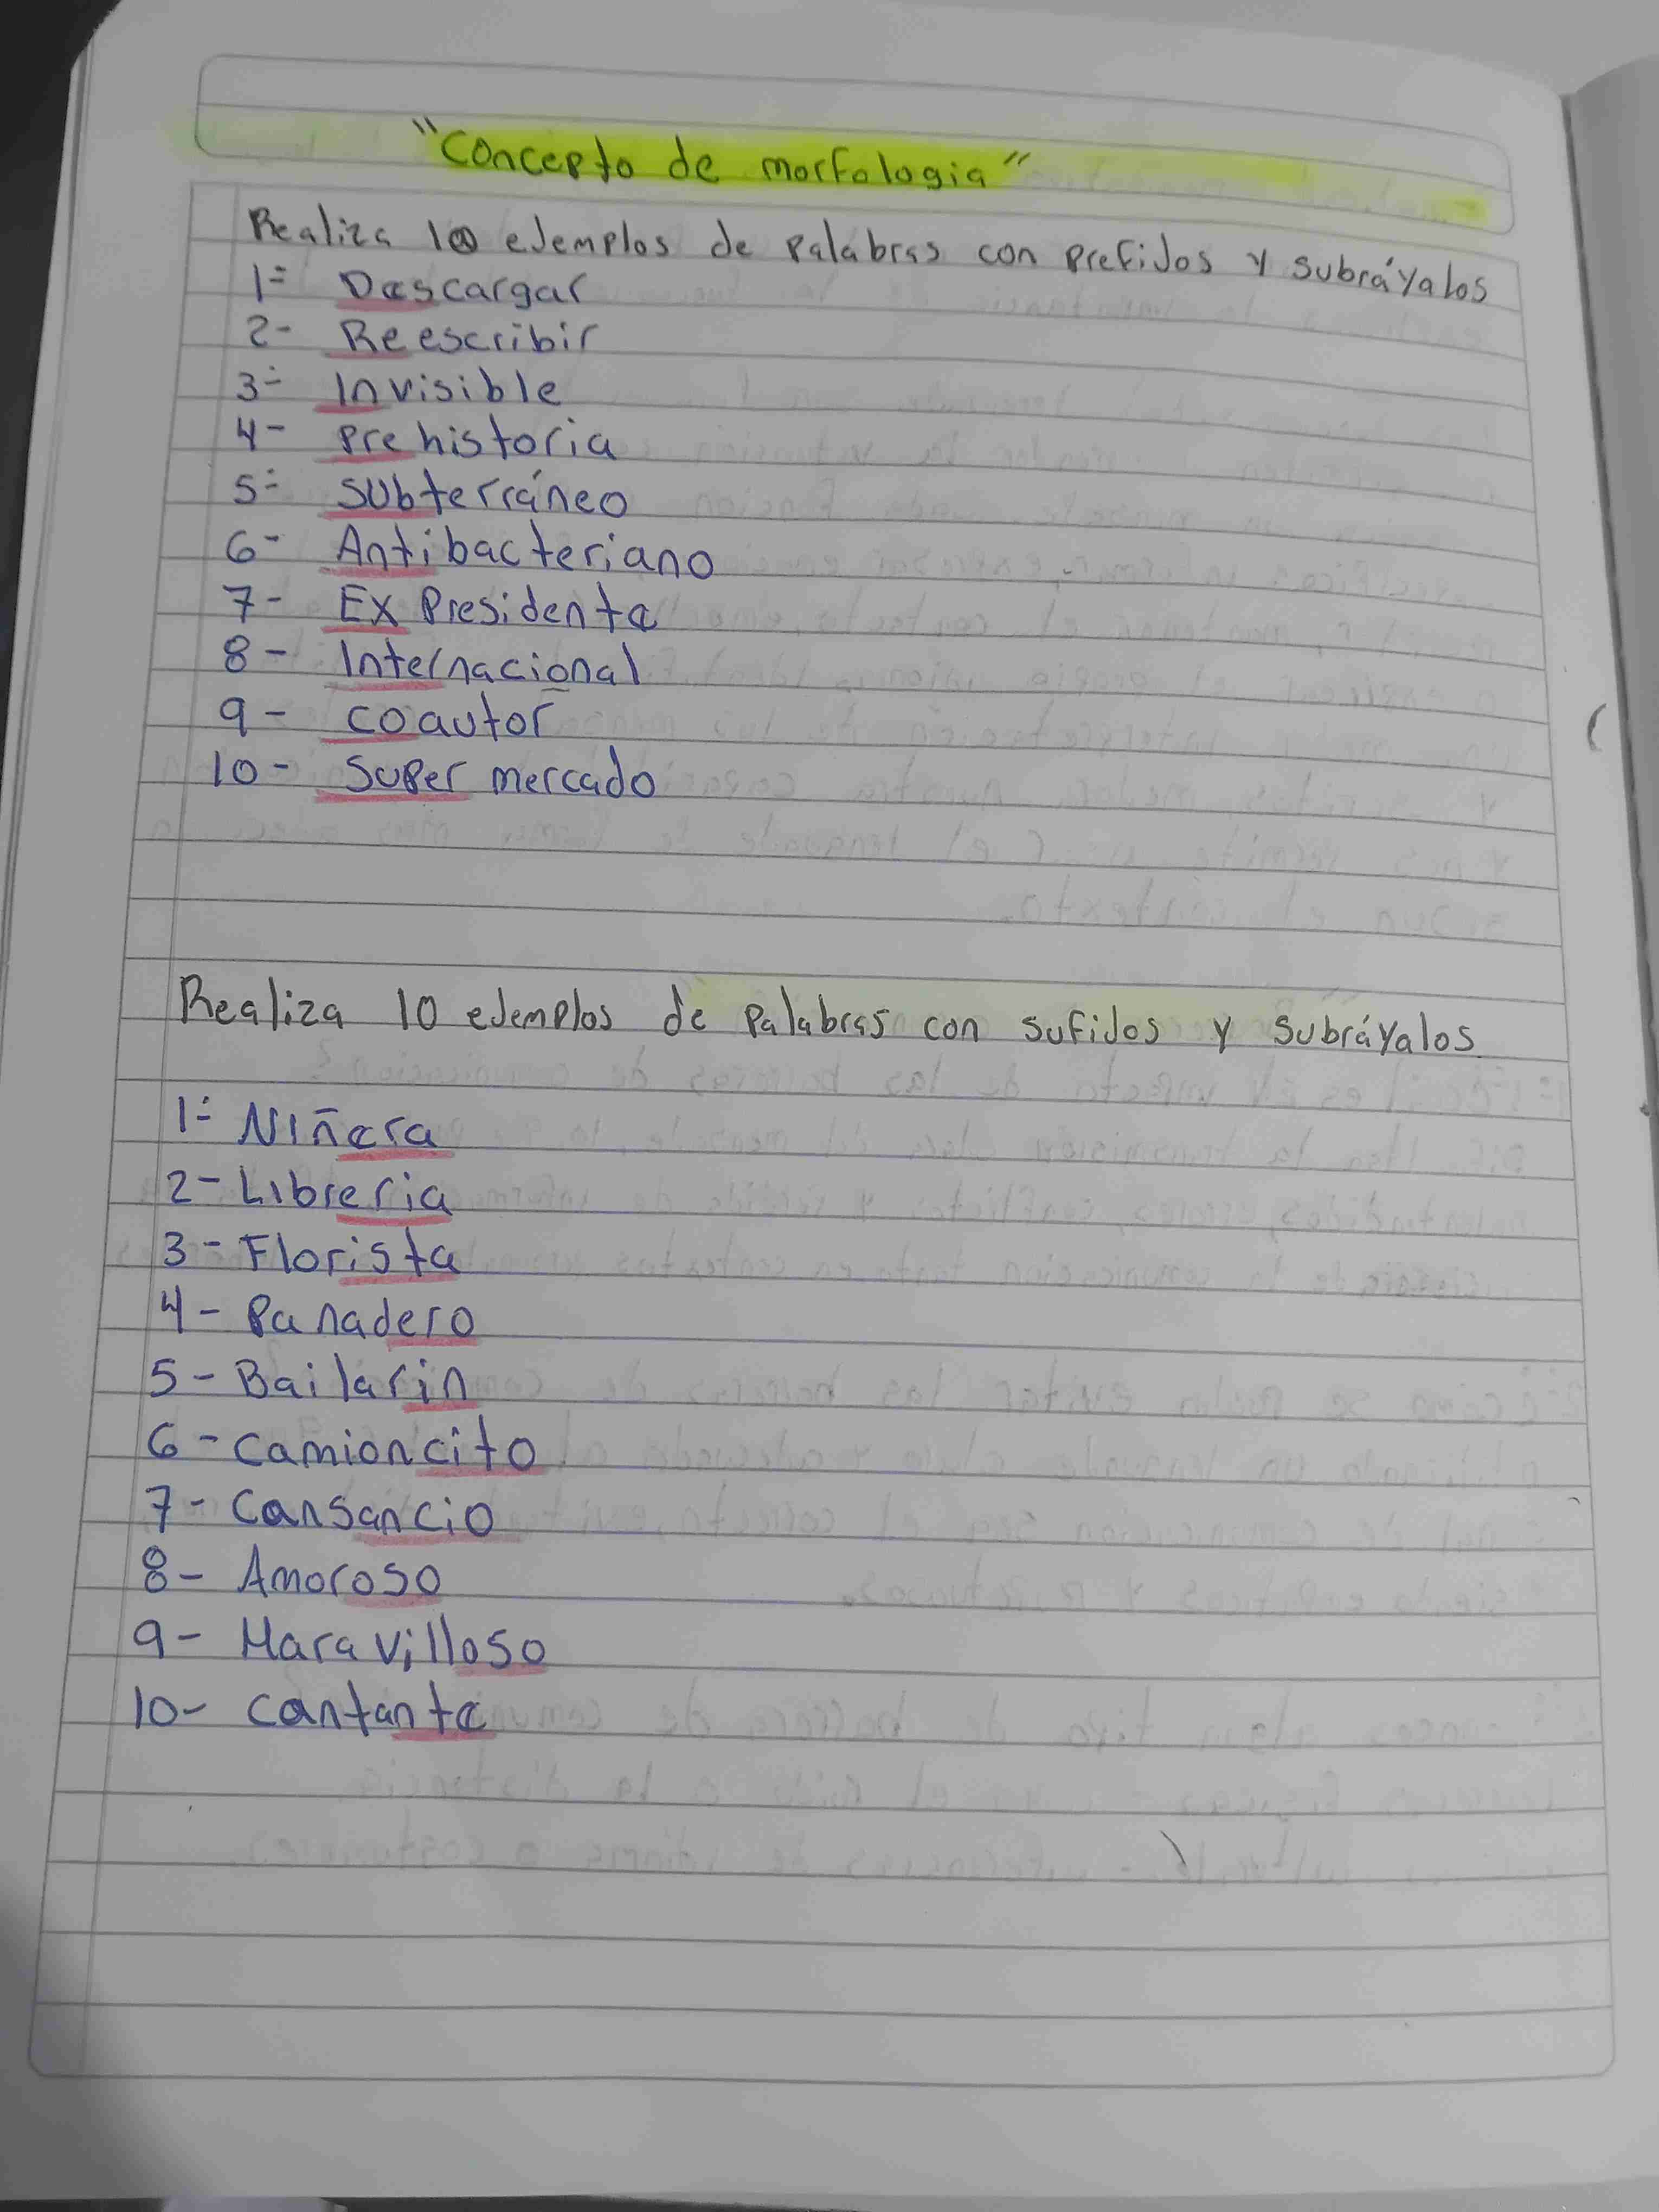 "Concepto de morfologia"
Realiza 10 ejemplos de palabras con prefijos y subráyalos
1- Descargar
2- Reescribir
3- Invisible
4- prehistoria
5- subterráneo
6- Antibacteriano
7- Ex Presidenta
8- Internacional
9- coautor
10- Super mercado
Realiza 10 ejemplos de palabras con sufijos y subráyalos
1- Niñera
2- Libreria
3- Florista
4- Panadero
5- Bailarin
6- camioncito
7- Cansancio
8- Amoroso
9- Maravilloso
10- cantante